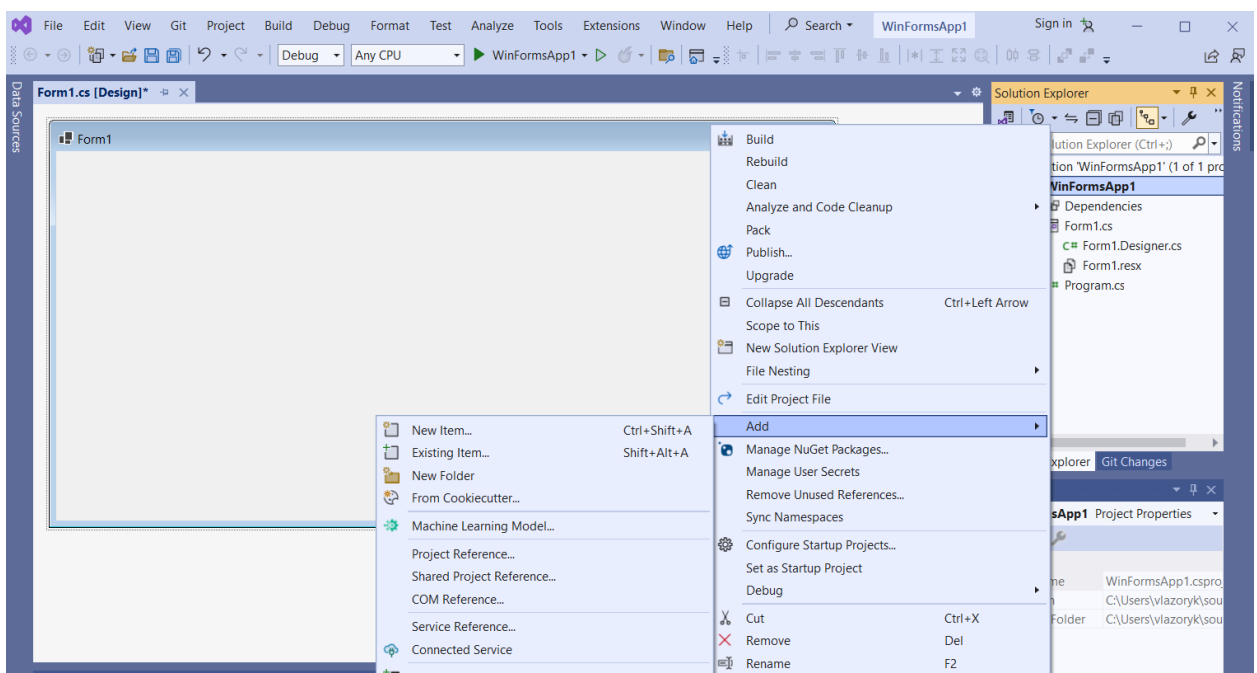 File Edit View Git Project Build Debug Format Test Analyze Tools Extensions Window Help Search WinFormsApp1 Sign in
Debug Any CPU WinFormsApp1
Data Sources
Form1.cs [Design]*
Form1
Build
Rebuild
Clean
Analyze and Code Cleanup
Pack
Publish...
Upgrade
Collapse All Descendants Ctrl+Left Arrow
Scope to This
New Solution Explorer View
File Nesting
Edit Project File
Add
Manage NuGet Packages...
Manage User Secrets
Remove Unused References...
Sync Namespaces
Configure Startup Projects...
Set as Startup Project
Debug
Cut Ctrl+X
Remove Del
Rename F2
New Item... Ctrl+Shift+A
Existing Item... Shift+Alt+A
New Folder
From Cookiecutter...
Machine Learning Model...
Project Reference...
Shared Project Reference...
COM Reference...
Service Reference...
Connected Service
Solution Explorer
lution Explorer (Ctrl+;)
tion 'WinFormsApp1' (1 of 1 pro
WinFormsApp1
Dependencies
Form1.cs
C# Form1.Designer.cs
Form1.resx
Program.cs
xplorer Git Changes
sApp1 Project Properties
me WinFormsApp1.cspro
C:\Users\vlazoryk\sou
Folder C:\Users\vlazoryk\sou
Notifications